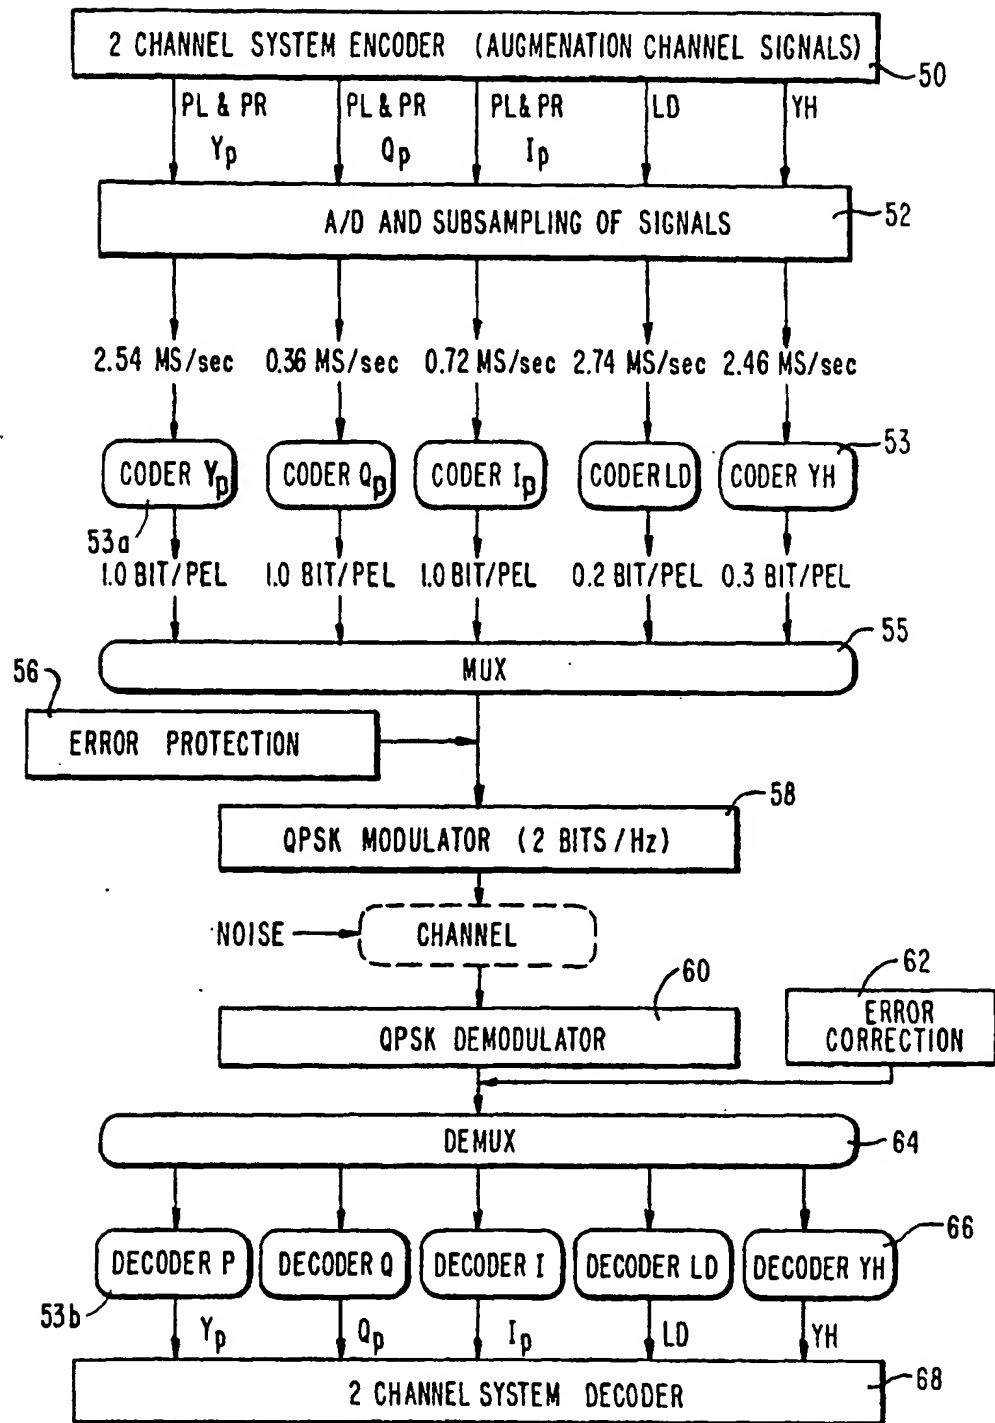 2 CHANNEL SYSTEM ENCODER (AUGMENATION CHANNEL SIGNALS)
50
PL & PR PL & PR PL & PR LD YH
Yp Qp Ip
A/D AND SUBSAMPLING OF SIGNALS
52
2.54 MS/sec 0.36 MS/sec 0.72 MS/sec 2.74 MS/sec 2.46 MS/sec
53
CODER Yp CODER Qp CODER Ip CODER LD CODER YH
53a
1.0 BIT/PEL 1.0 BIT/PEL 1.0 BIT/PEL 0.2 BIT/PEL 0.3 BIT/PEL
55
MUX
56
ERROR PROTECTION
58
QPSK MODULATOR (2 BITS/Hz)
NOISE CHANNEL
60
62
QPSK DEMODULATOR
ERROR
CORRECTION
DEMUX
64
66
DECODER P DECODER Q DECODER I DECODER LD DECODER YH
53b
Yp Qp Ip LD YH
2 CHANNEL SYSTEM DECODER
68